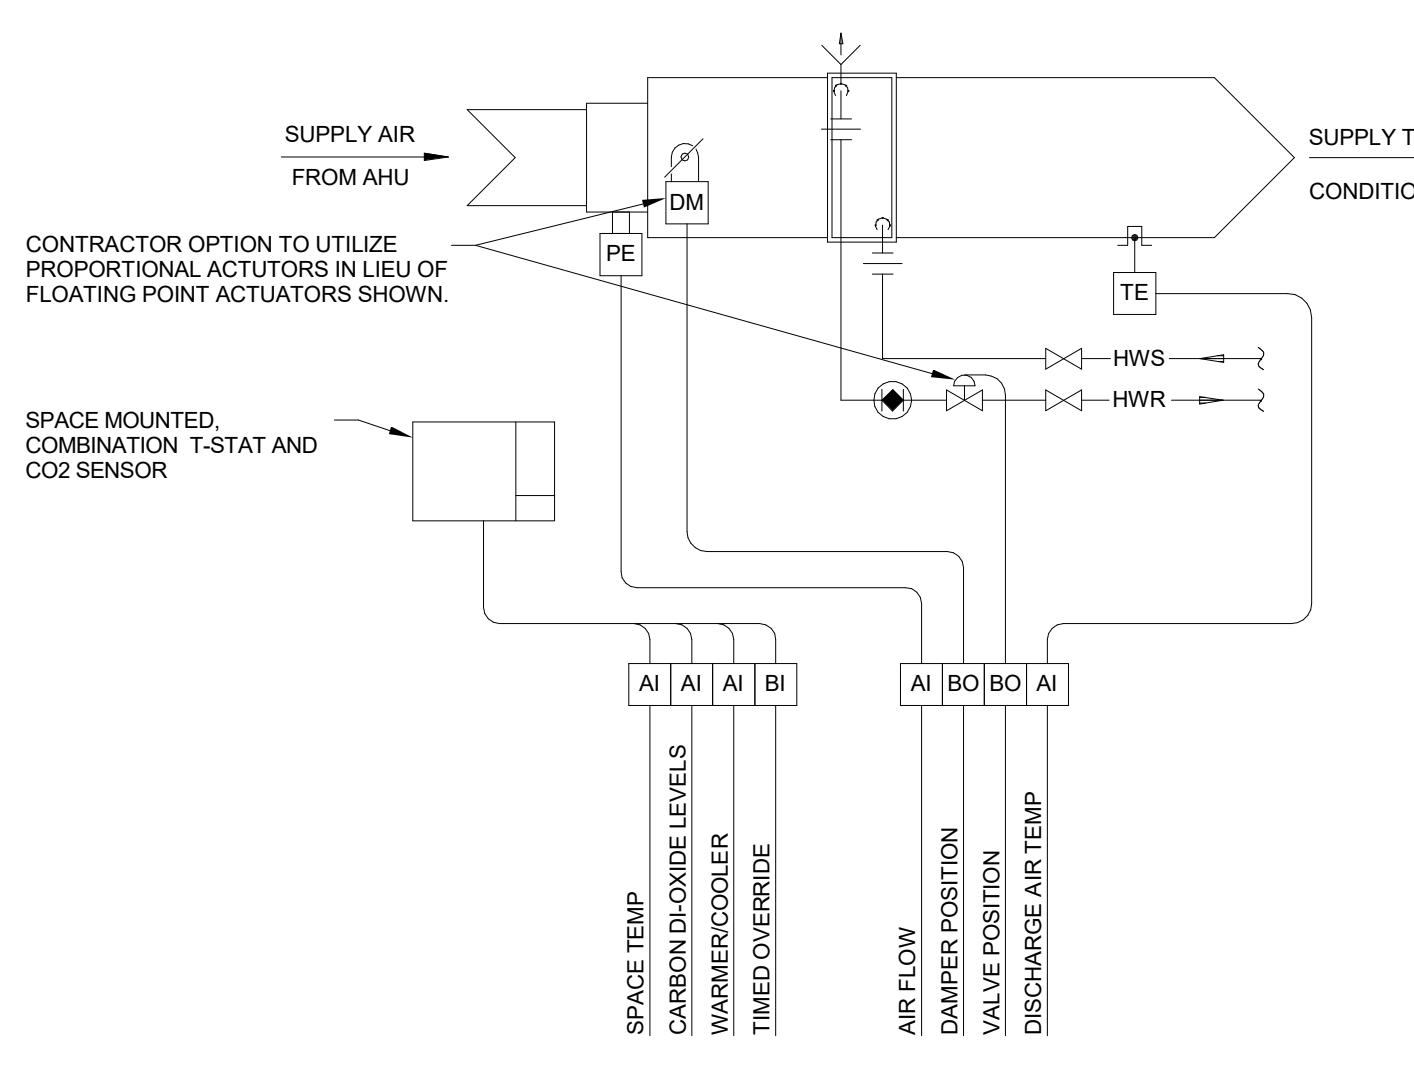 SUPPLY AIR
FROM AHU
SUPPLY T
CONDITIO
DM
PE
CONTRACTOR OPTION TO UTILIZE
PROPORTIONAL ACTUTORS IN LIEU OF
FLOATING POINT ACTUATORS SHOWN.
TE
HWS
HWR
SPACE MOUNTED,
COMBINATION T-STAT AND
CO2 SENSOR
AI AI AI BI
AI BO BO AI
SPACE TEMP
CARBON DI-OXIDE LEVELS
WARMER/COOLER
TIMED OVERRIDE
AIR FLOW
DAMPER POSITION
VALVE POSITION
DISCHARGE AIR TEMP